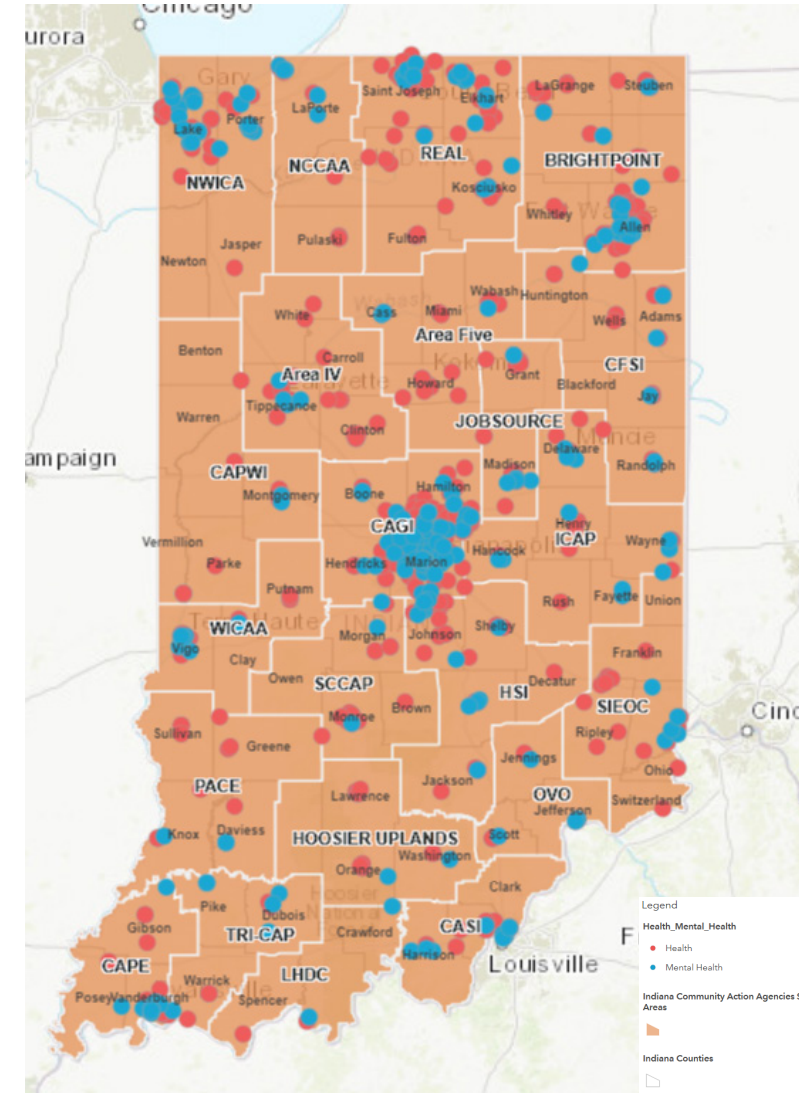 Chicago
urora
Gary
LaPorte
Saint Joseph
Elkhart
LaGrange
Steuben
Lake
Porter
NCCAA
REAL
BRIGHTPOINT
NWICA
Kosciusko
Whitley
Allen
Jasper
Pulaski
Fulton
Newton
Wabash
Huntington
White
Cass
Miami
Wells
Adams
Area Five
Benton
Carroll
Area IV
Howard
Grant
CFSI
Blackford
Jay
Tippecanoe
Warren
Clinton
JOBSOURCE
Muncie
Delaware
ampaign
CAPWI
Madison
Randolph
Montgomery
Boone
Hamilton
CAGI
Henry
ICAP
Vermillion
Hancock
Wayne
Parke
Hendricks
Marion
Putnam
Rush
Fayette
Union
WICAA
Morgan
Johnson
Shelby
Vigo
Clay
Franklin
Owen
SCCAP
Decatur
HSI
Monroe
Brown
SIEOC
Cinc
Sullivan
Greene
Ripley
Jennings
Ohio
PACE
Lawrence
Jackson
OVO
Jefferson
Switzerland
Knox
Daviess
HOOSIER UPLANDS
Scott
Washington
Orange
Clark
Pike
Dubois
Hoosier
National
Gibson
TRI-CAP
Crawford
CASI
CAPE
Harrison
Louisville
F
LHDC
Warrick
Posey
Vanderburgh
Spencer
Legend
Health_Mental_Health
Health
Mental Health
Indiana Community Action Agencies S
Areas
Indiana Counties